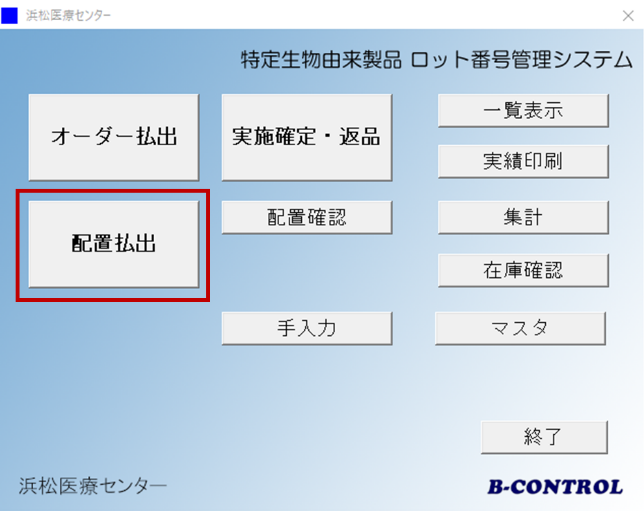 浜松医療センター
特定生物由来製品 ロット番号管理システム
オーダー払出
実施確定・返品
一覧表示
実績印刷
配置払出
配置確認
集計
在庫確認
手入力
マスタ
終了
浜松医療センター
B-CONTROL